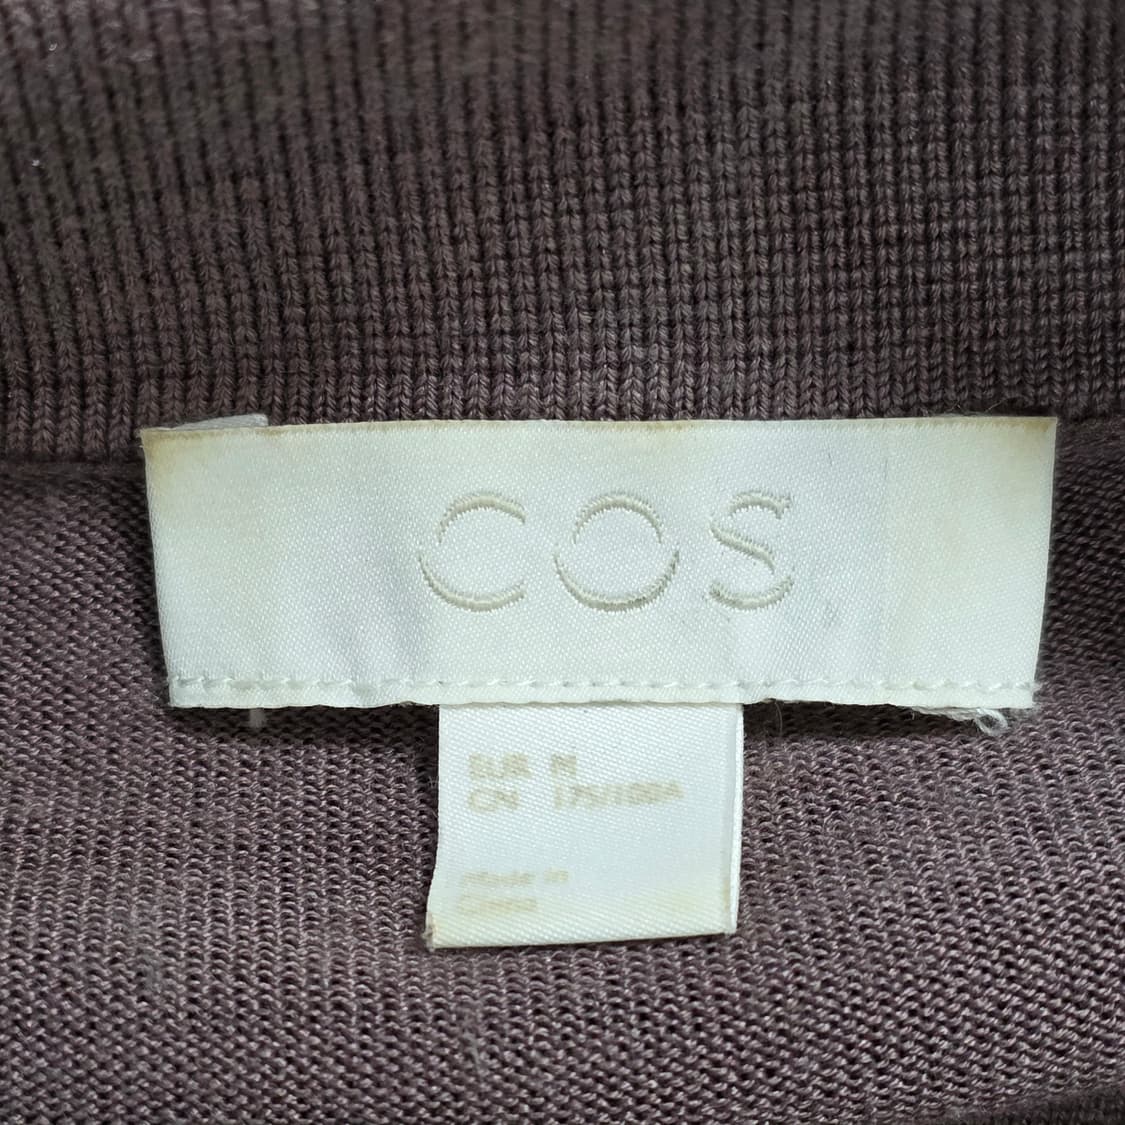 COS
EUR M
CN 175/100A
Made in
China